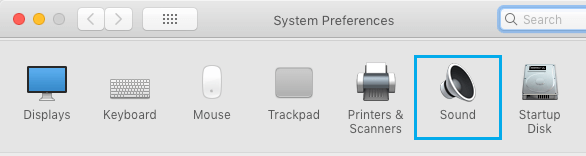 System Preferences
Search
Displays
Keyboard
Mouse
Trackpad
Printers &
Scanners
Sound
Startup
Disk